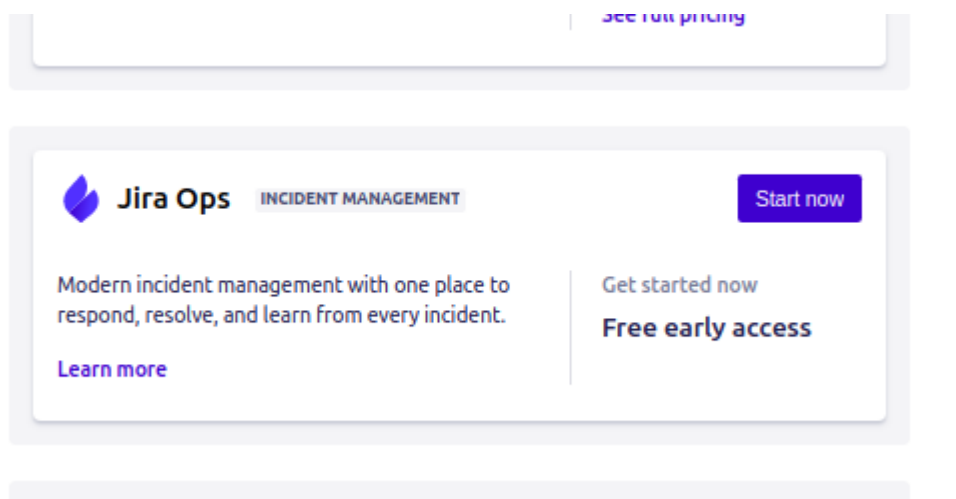 See full pricing
Jira Ops INCIDENT MANAGEMENT
Start now
Modern incident management with one place to
respond, resolve, and learn from every incident.
Learn more
Get started now
Free early access